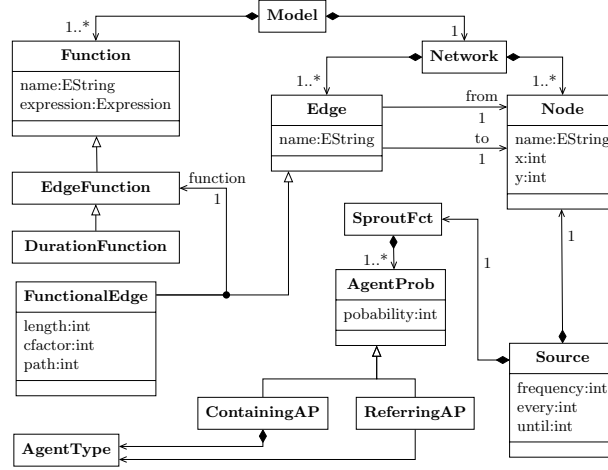 Model
1..*
1
Function
name:EString
expression:Expression
Network
1..*
1..*
Edge
name:EString
from
1
to
1
Node
name:EString
x:int
y:int
EdgeFunction
function
1
DurationFunction
SproutFct
1
1
1..*
FunctionalEdge
length:int
cfactor:int
path:int
AgentProb
pobability:int
Source
frequency:int
every:int
until:int
ContainingAP
ReferringAP
AgentType